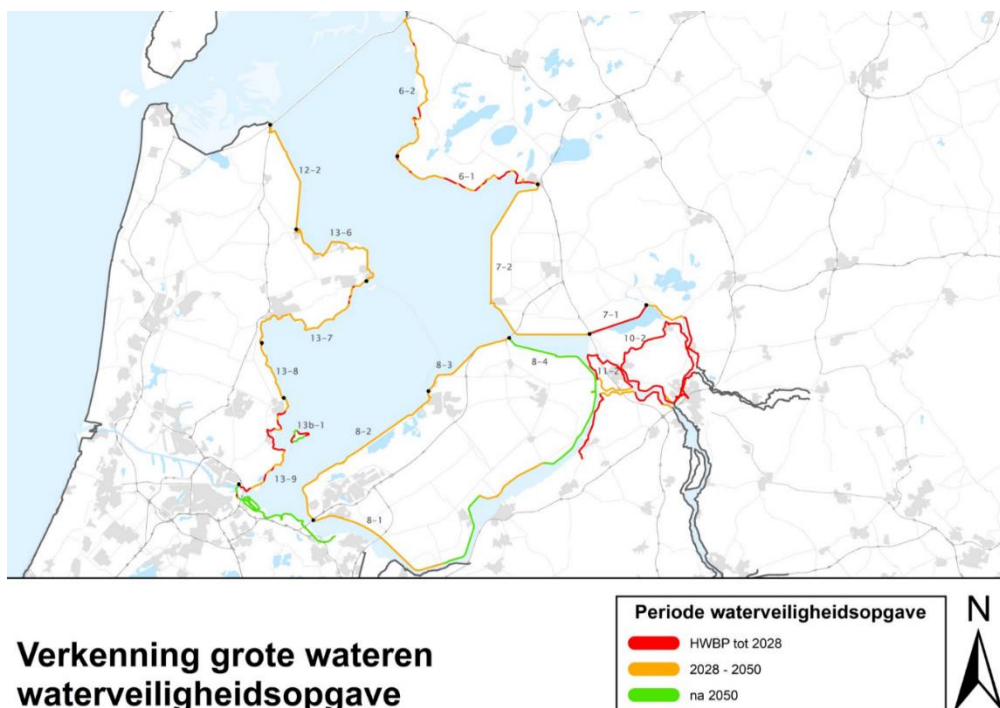 6-2
6-1
12-2
13-6
7-2
7-1
10-2
13-7
11-2
8-4
8-3
13-8
13b-1
8-2
13-9
8-1
Verkenning grote wateren
waterveiligheidsopgave
Periode waterveiligheidsopgave
HWBP tot 2028
2028 - 2050
na 2050
N